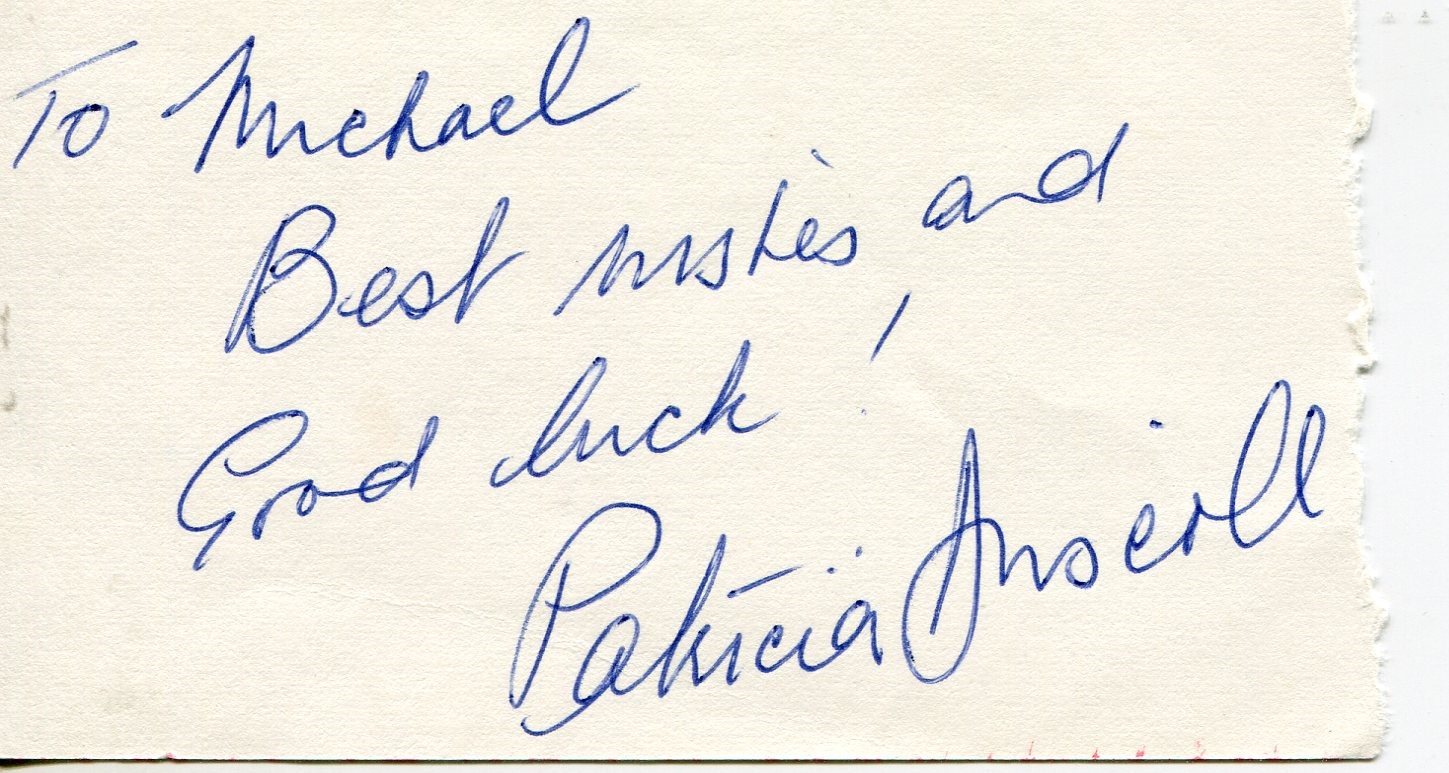 To Michael
Best wishes and
Good luck!
Patricia Driscoll